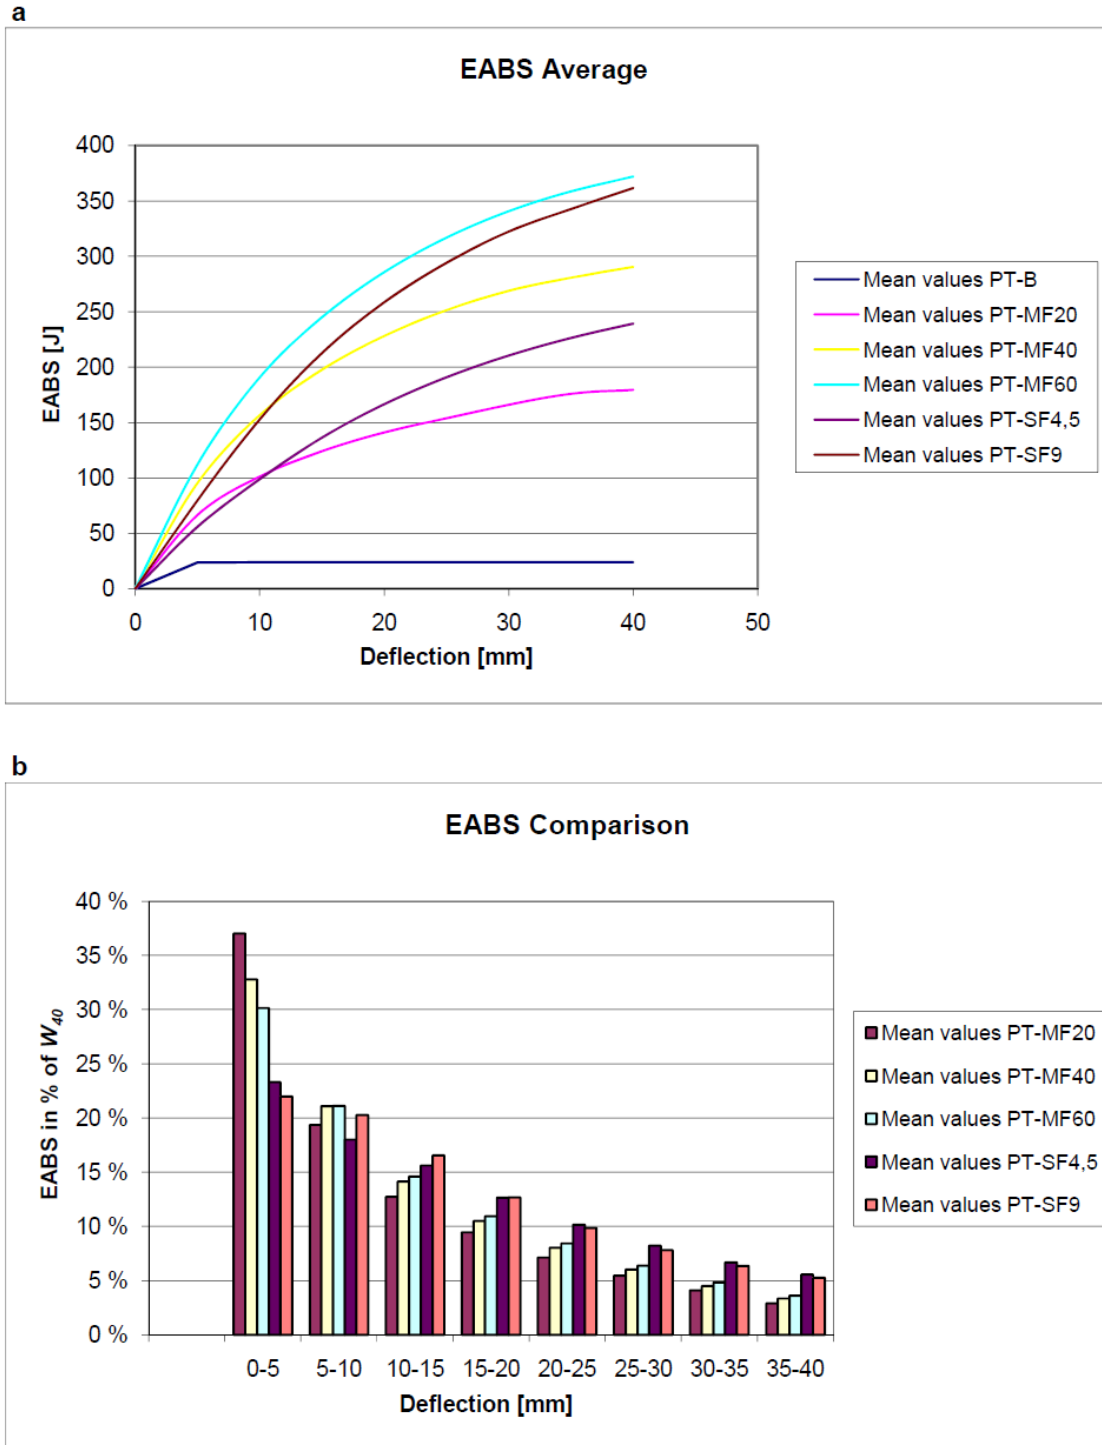 a
EABS Average
400
350
300
250
200
150
100
50
0
EABS [J]
0 10 20 30 40 50
Deflection [mm]
Mean values PT-B
Mean values PT-MF20
Mean values PT-MF40
Mean values PT-MF60
Mean values PT-SF4,5
Mean values PT-SF9
b
EABS Comparison
40 %
35 %
30 %
25 %
20 %
15 %
10 %
5 %
0 %
EABS in % of W40
0-5 5-10 10-15 15-20 20-25 25-30 30-35 35-40
Deflection [mm]
Mean values PT-MF20
Mean values PT-MF40
Mean values PT-MF60
Mean values PT-SF4,5
Mean values PT-SF9